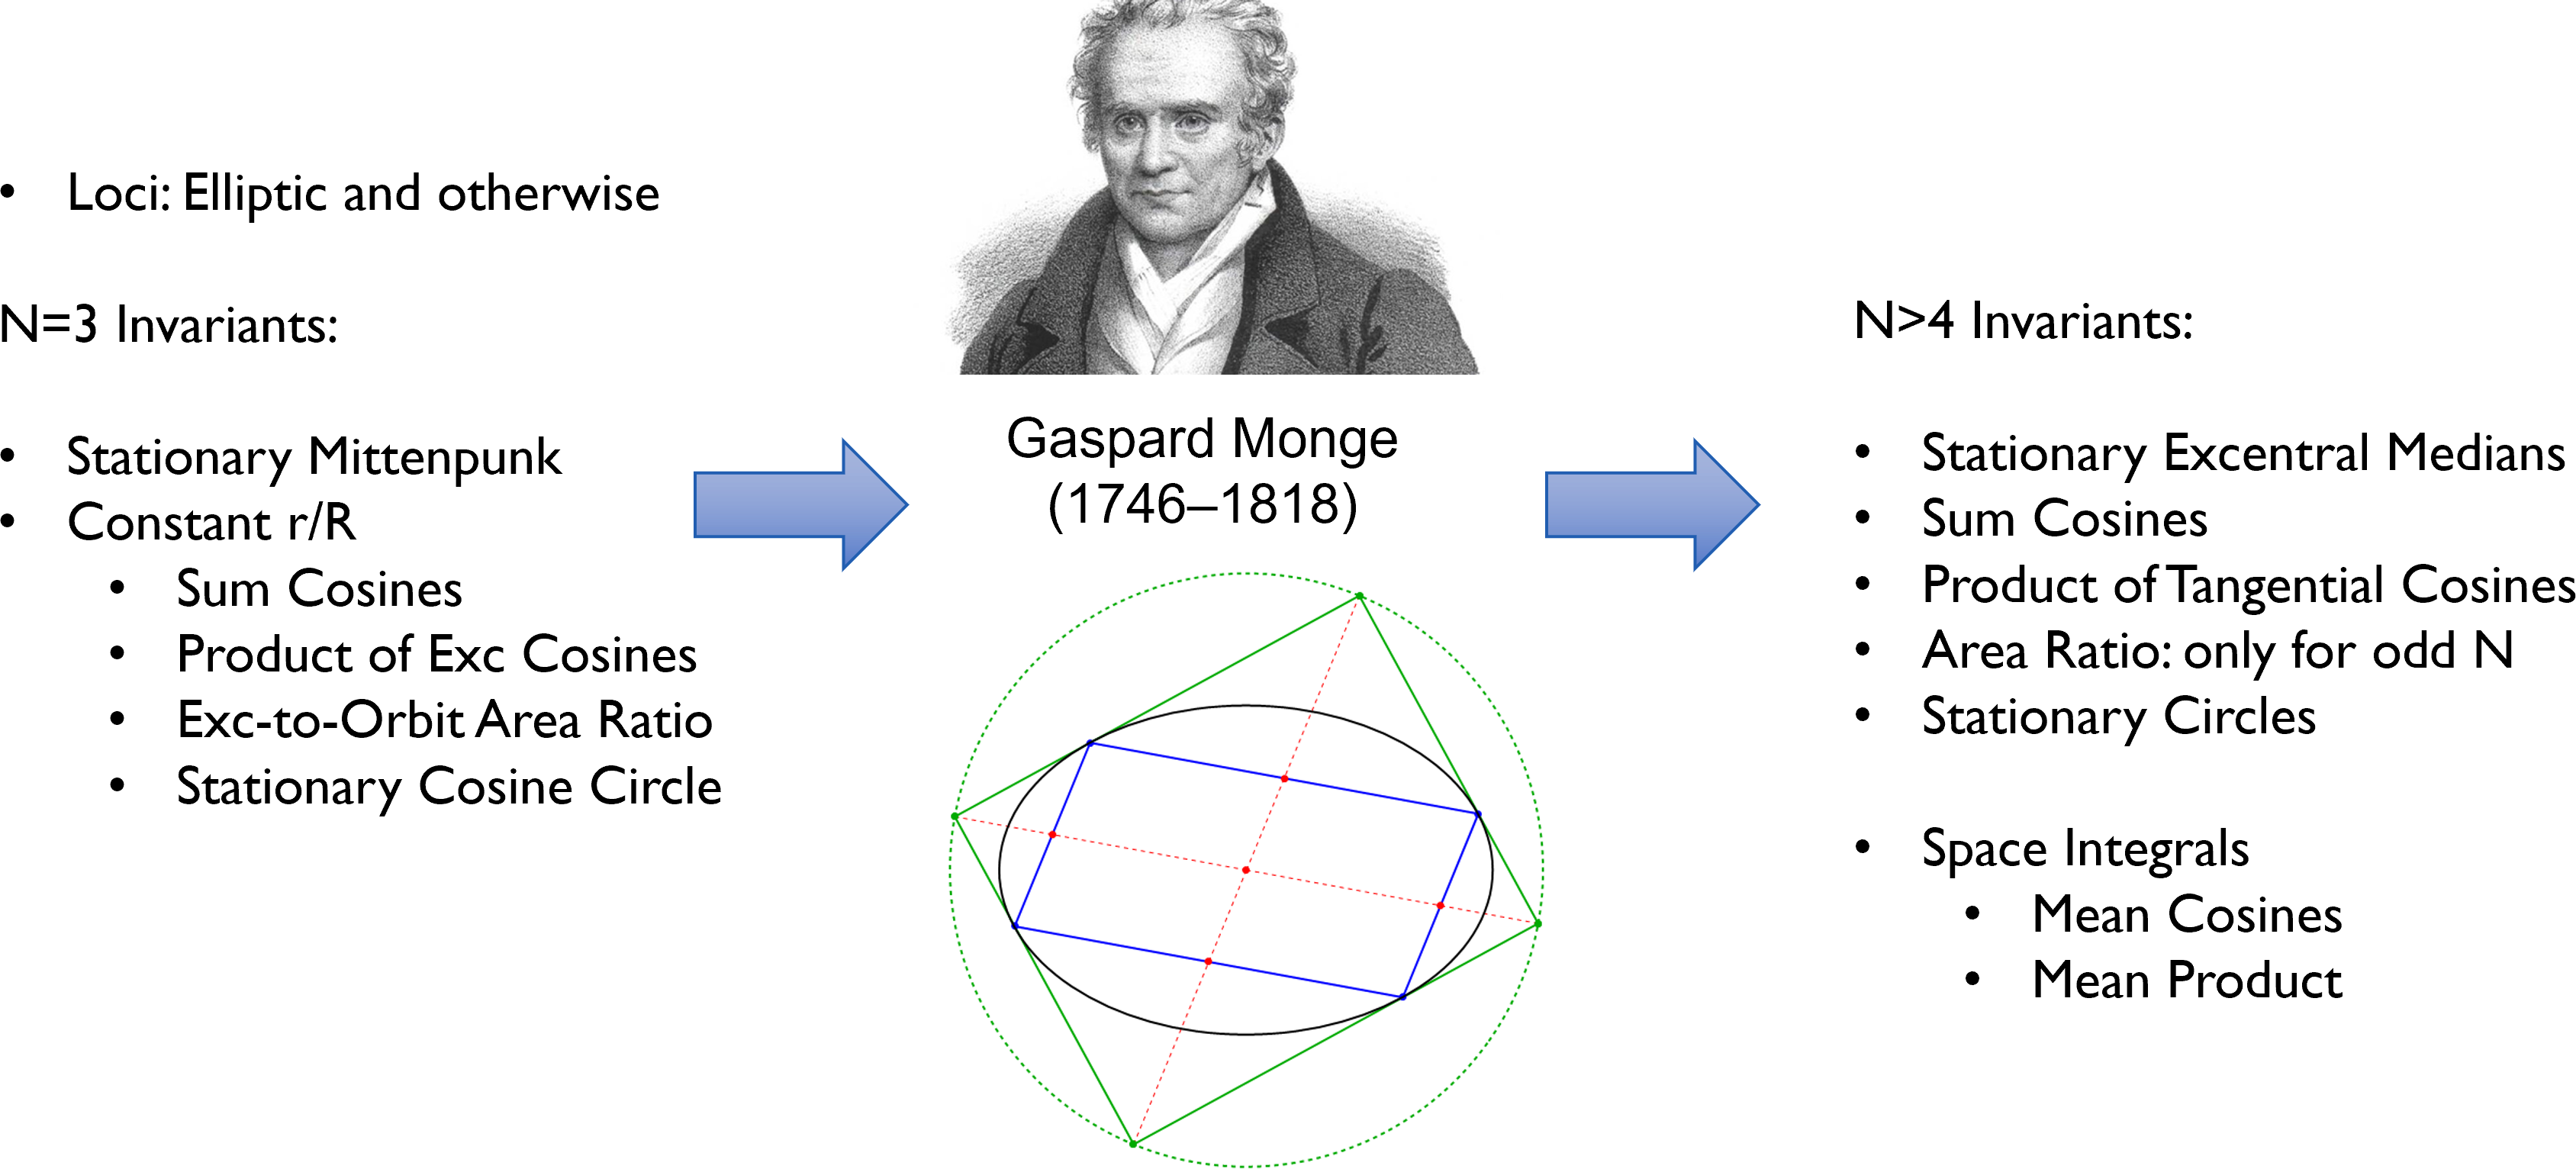 • Loci: Elliptic and otherwise
N=3 Invariants:
• Stationary Mittenpunk
• Constant r/R
• Sum Cosines
• Product of Exc Cosines
• Exc-to-Orbit Area Ratio
• Stationary Cosine Circle
Gaspard Monge
(1746–1818)
N>4 Invariants:
• Stationary Excentral Medians
• Sum Cosines
• Product of Tangential Cosines
• Area Ratio: only for odd N
• Stationary Circles
• Space Integrals
• Mean Cosines
• Mean Product